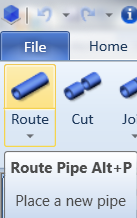 File Home
Route Cut Jo
Route Pipe Alt+P
Place a new pipe